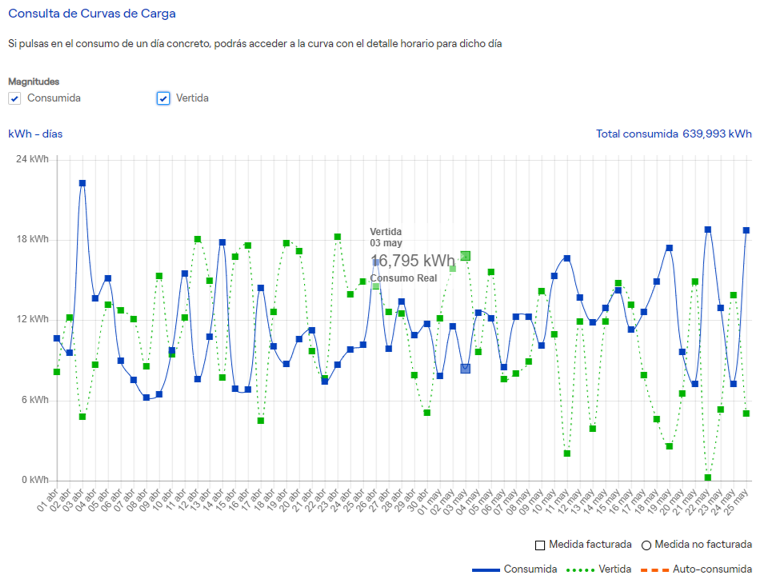 Consulta de Curvas de Carga
Si pulsas en el consumo de un día concreto, podrás acceder a la curva con el detalle horario para dicho día
Magnitudes
Consumida Vertida
kWh - días Total consumida 639,993 kWh
24 kWh
18 kWh
12 kWh
6 kWh
0 kWh
Vertida
03 may
16,795 kWh
Consumo Real
01 abr 02 abr 03 abr 04 abr 05 abr 06 abr 07 abr 08 abr 09 abr 10 abr 11 abr 12 abr 13 abr 14 abr 15 abr 16 abr 17 abr 18 abr 19 abr 20 abr 21 abr 22 abr 23 abr 24 abr 25 abr 26 abr 27 abr 28 abr 29 abr 30 abr 01 may 02 may 03 may 04 may 05 may 06 may 07 may 08 may 09 may 10 may 11 may 12 may 13 may 14 may 15 may 16 may 17 may 18 may 19 may 20 may 21 may 22 may 23 may 24 may 25 may
Medida facturada Medida no facturada
Consumida Vertida Auto-consumida